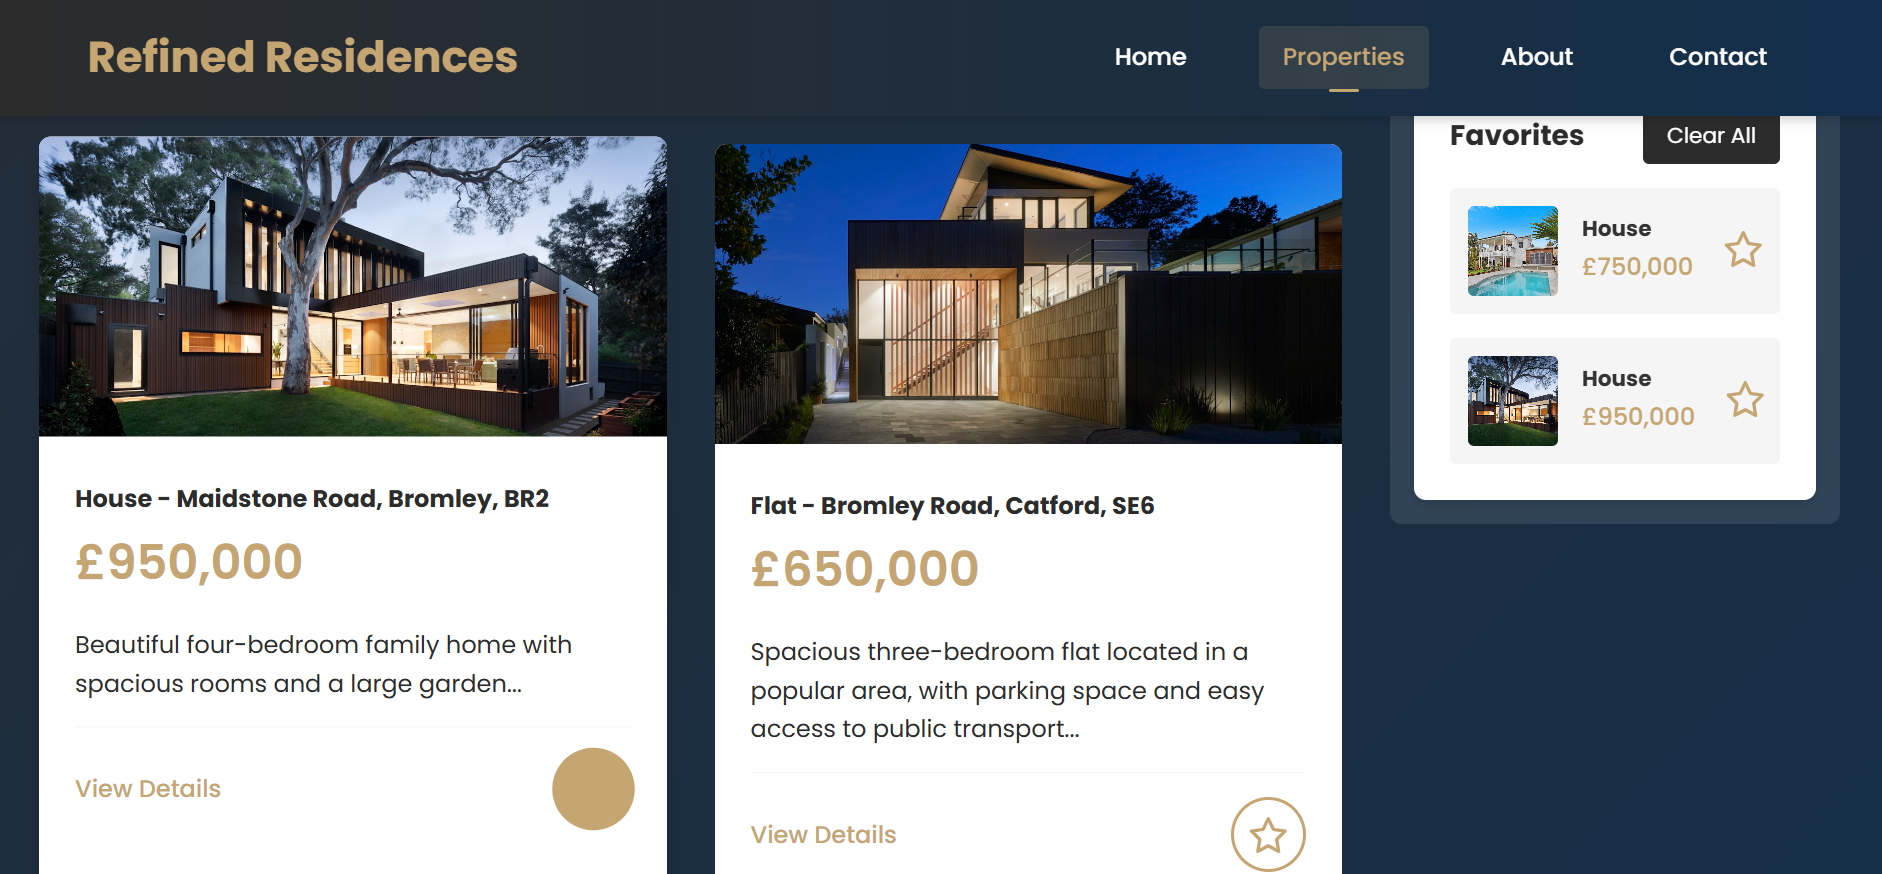 Refined Residences
Home
Properties
About
Contact
House - Maidstone Road, Bromley, BR2
£950,000
Beautiful four-bedroom family home with
spacious rooms and a large garden...
View Details
Flat - Bromley Road, Catford, SE6
£650,000
Spacious three-bedroom flat located in a
popular area, with parking space and easy
access to public transport...
View Details
Favorites
Clear All
House
£750,000
House
£950,000